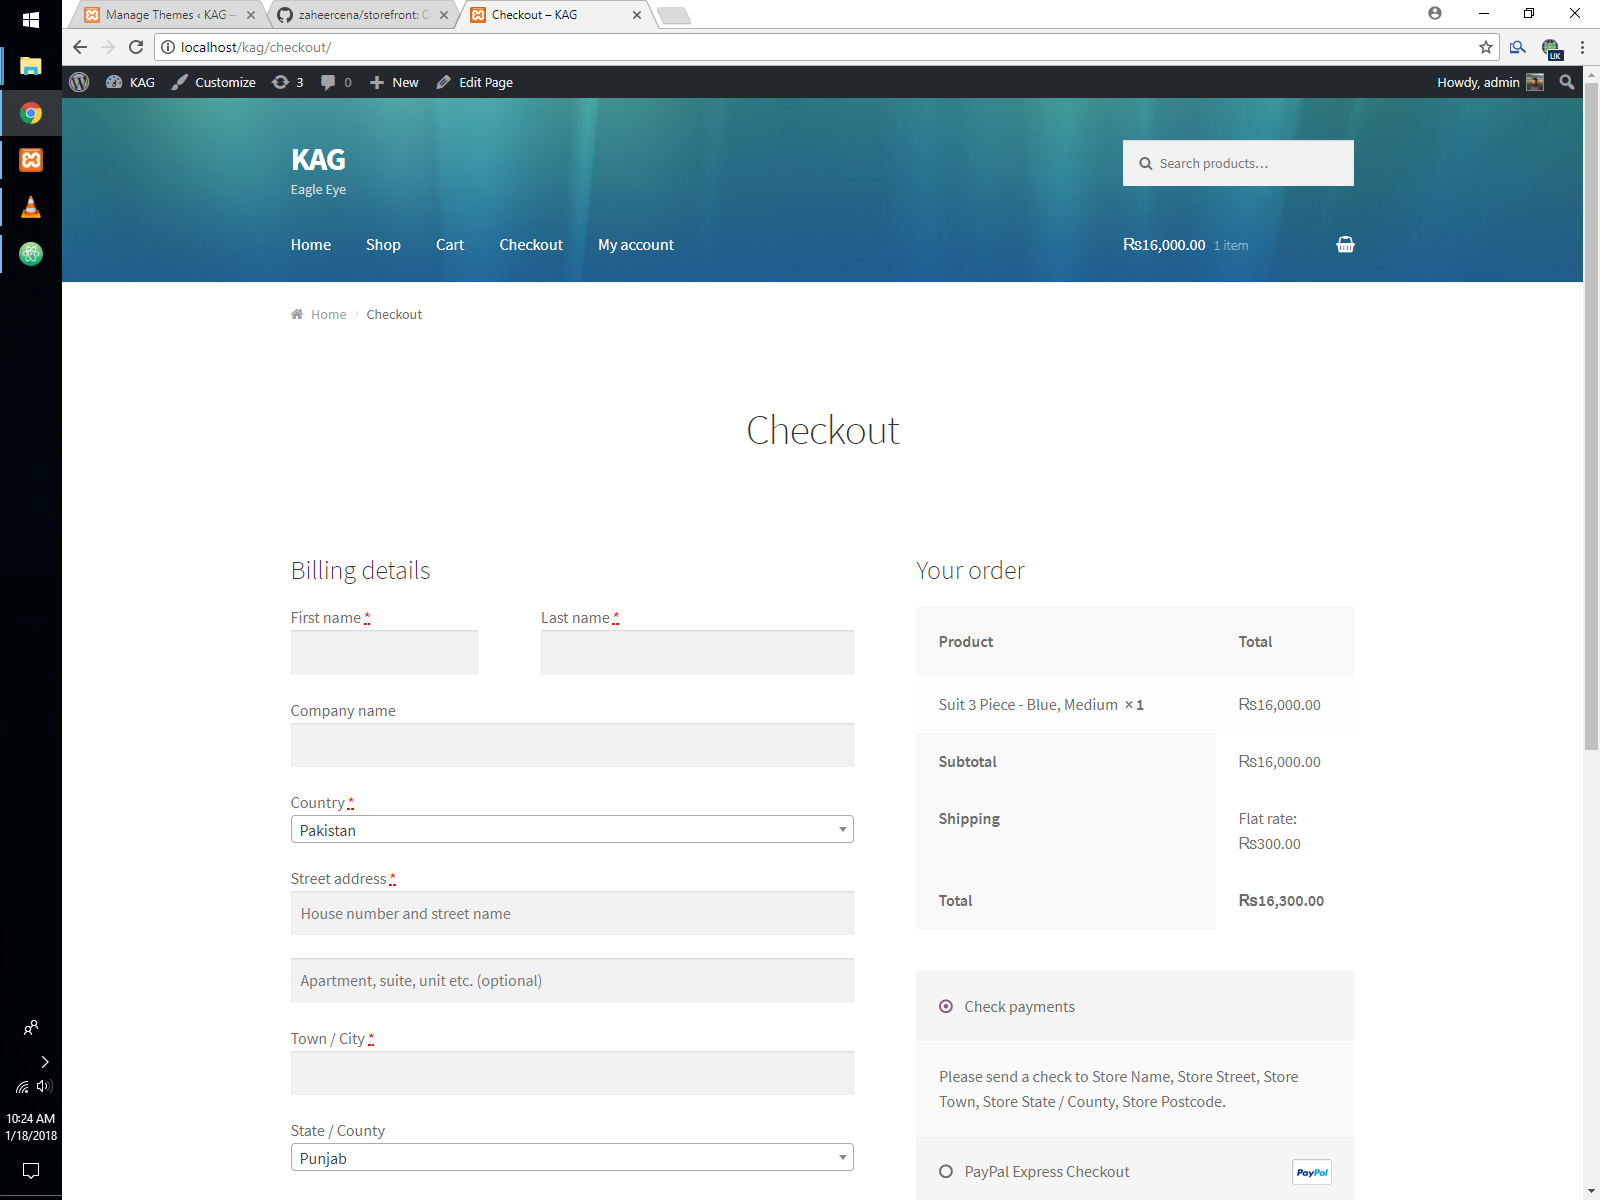 Manage Themes ‹ KAG –
zaheercena/storefront: O
Checkout – KAG
localhost/kag/checkout/
UK
KAG
Customize
3
0
New
Edit Page
Howdy, admin
KAG
Eagle Eye
Search products…
Home
Shop
Cart
Checkout
My account
₨16,000.00 1 item
Home
Checkout
Checkout
Billing details
First name *
Last name *
Company name
Country *
Pakistan
Street address *
House number and street name
Apartment, suite, unit etc. (optional)
Town / City *
State / County
Punjab
Your order
Product Total
Suit 3 Piece - Blue, Medium × 1 ₨16,000.00
Subtotal ₨16,000.00
Shipping Flat rate:
₨300.00
Total ₨16,300.00
Check payments
Please send a check to Store Name, Store Street, Store
Town, Store State / County, Store Postcode.
PayPal Express Checkout
PayPal
10:24 AM
1/18/2018